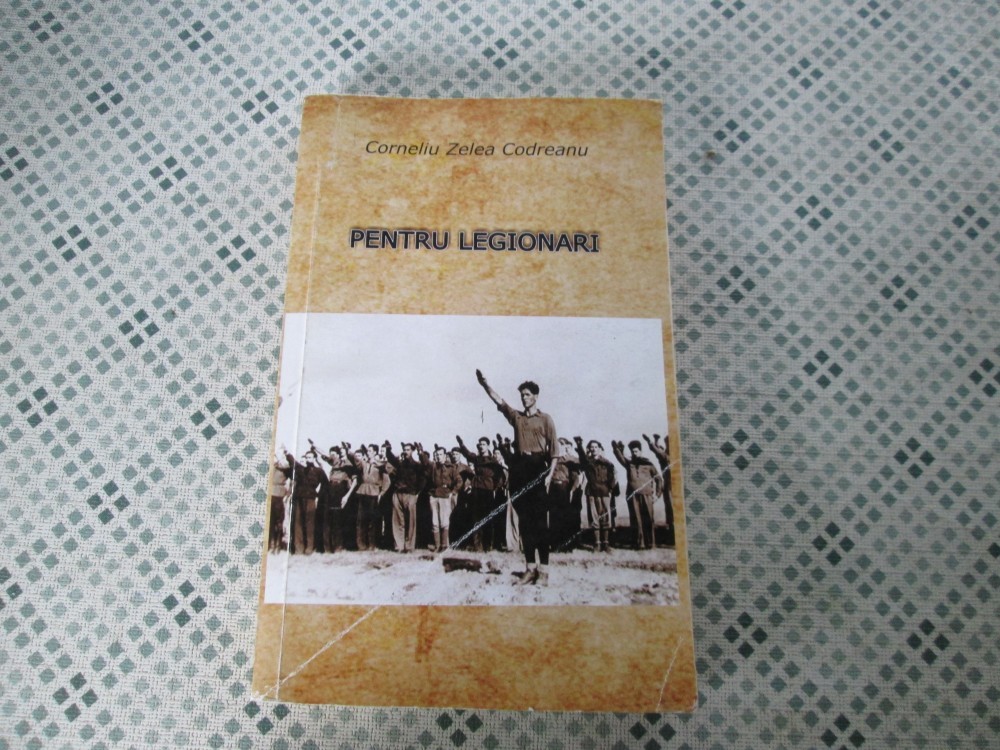 Corneliu Zelea Codreanu
PENTRU LEGIONARI